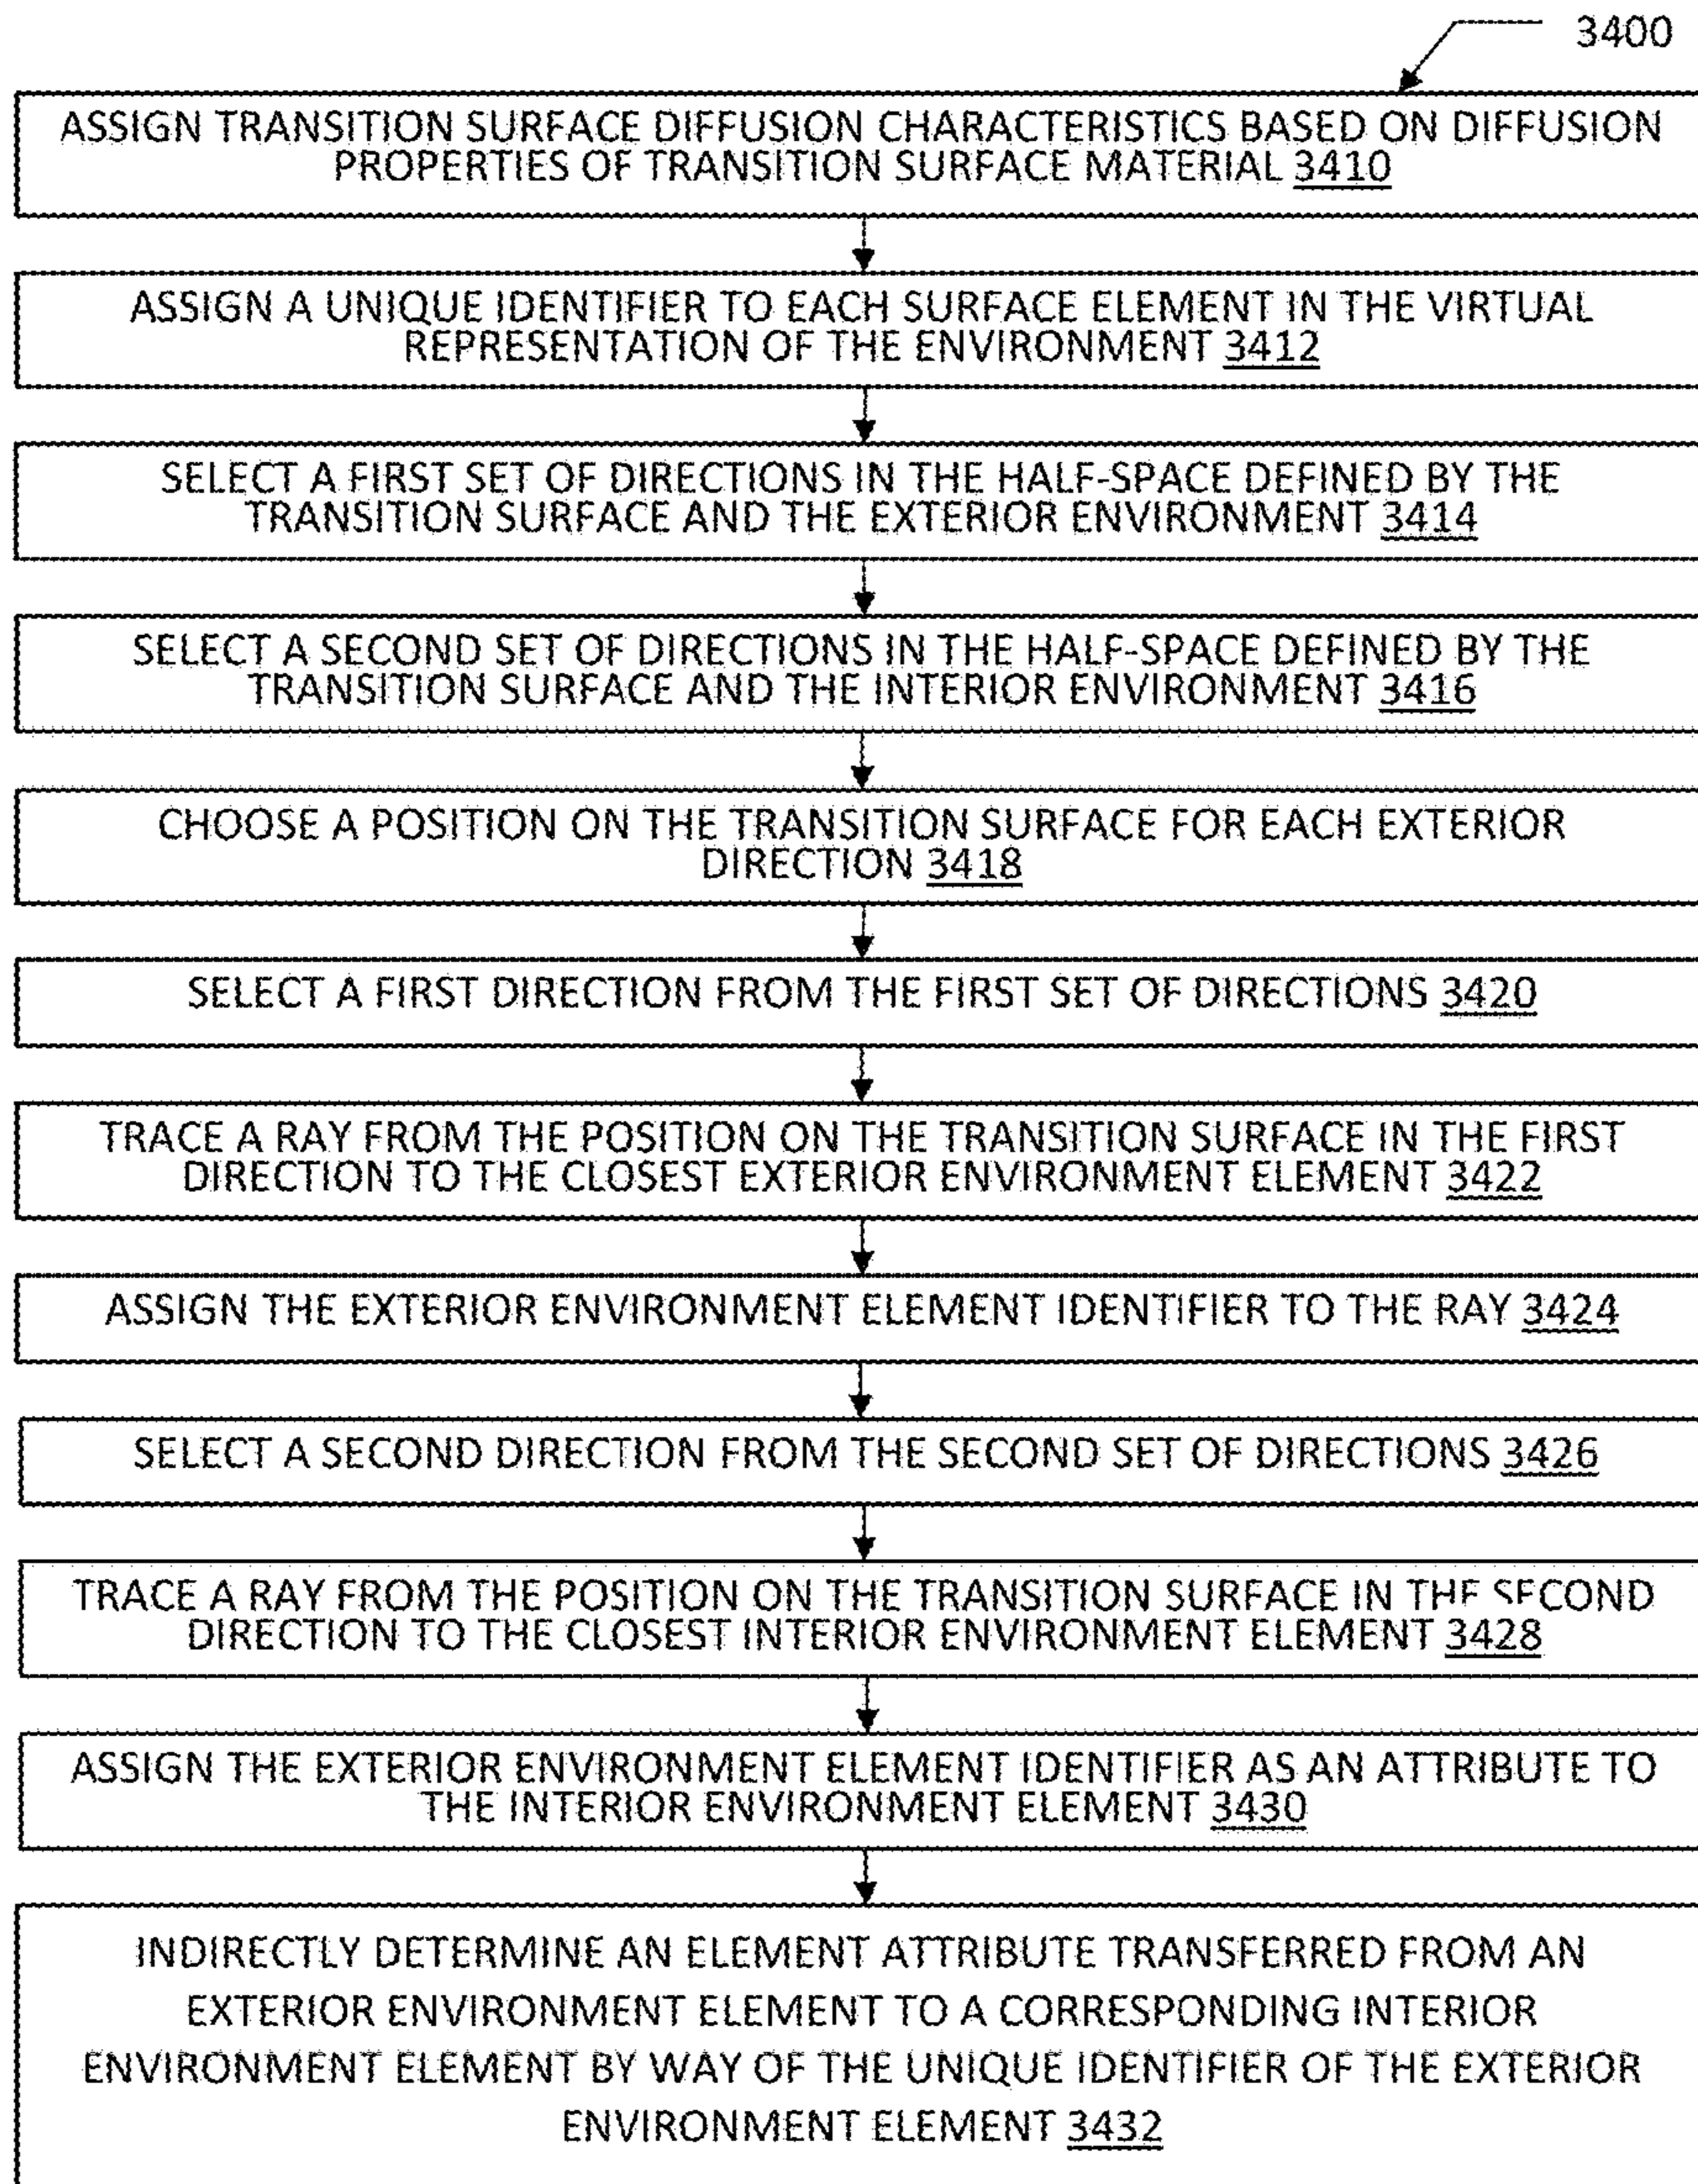 3400
ASSIGN TRANSITION SURFACE DIFFUSION CHARACTERISTICS BASED ON DIFFUSION
PROPERTIES OF TRANSITION SURFACE MATERIAL 3410
ASSIGN A UNIQUE IDENTIFIER TO EACH SURFACE ELEMENT IN THE VIRTUAL
REPRESENTATION OF THE ENVIRONMENT 3412
SELECT A FIRST SET OF DIRECTIONS IN THE HALF-SPACE DEFINED BY THE
TRANSITION SURFACE AND THE EXTERIOR ENVIRONMENT 3414
SELECT A SECOND SET OF DIRECTIONS IN THE HALF-SPACE DEFINED BY THE
TRANSITION SURFACE AND THE INTERIOR ENVIRONMENT 3416
CHOOSE A POSITION ON THE TRANSITION SURFACE FOR EACH EXTERIOR
DIRECTION 3418
SELECT A FIRST DIRECTION FROM THE FIRST SET OF DIRECTIONS 3420
TRACE A RAY FROM THE POSITION ON THE TRANSITION SURFACE IN THE FIRST
DIRECTION TO THE CLOSEST EXTERIOR ENVIRONMENT ELEMENT 3422
ASSIGN THE EXTERIOR ENVIRONMENT ELEMENT IDENTIFIER TO THE RAY 3424
SELECT A SECOND DIRECTION FROM THE SECOND SET OF DIRECTIONS 3426
TRACE A RAY FROM THE POSITION ON THE TRANSITION SURFACE IN THE SECOND
DIRECTION TO THE CLOSEST INTERIOR ENVIRONMENT ELEMENT 3428
ASSIGN THE EXTERIOR ENVIRONMENT ELEMENT IDENTIFIER AS AN ATTRIBUTE TO
THE INTERIOR ENVIRONMENT ELEMENT 3430
INDIRECTLY DETERMINE AN ELEMENT ATTRIBUTE TRANSFERRED FROM AN
EXTERIOR ENVIRONMENT ELEMENT TO A CORRESPONDING INTERIOR
ENVIRONMENT ELEMENT BY WAY OF THE UNIQUE IDENTIFIER OF THE EXTERIOR
ENVIRONMENT ELEMENT 3432